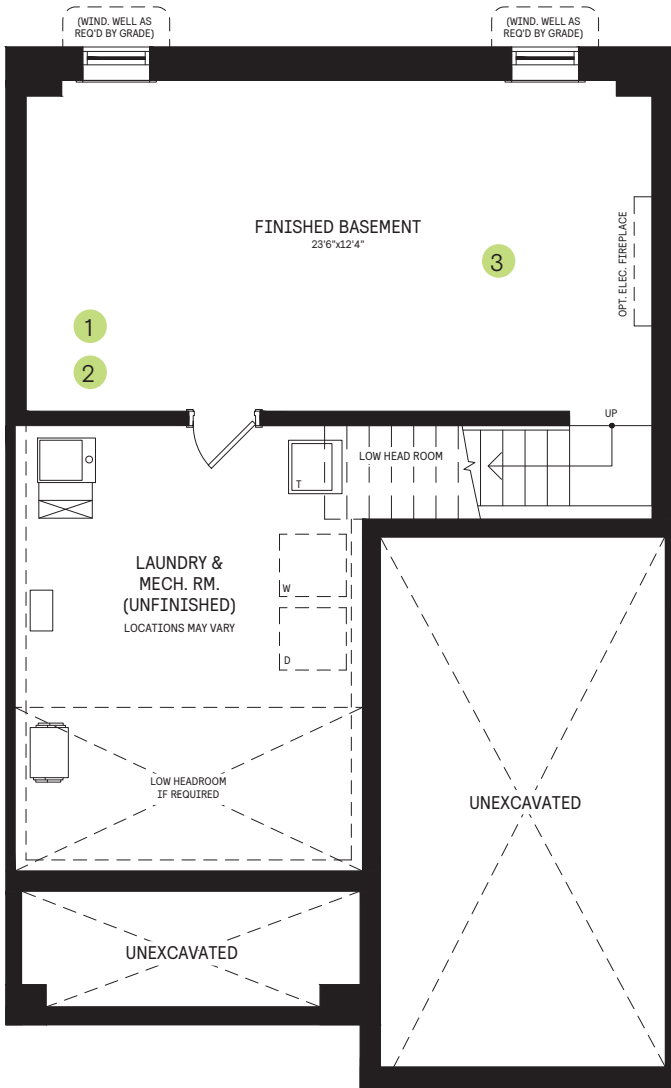 (WIND. WELL AS
REQ'D BY GRADE)
(WIND. WELL AS
REQ'D BY GRADE)
FINISHED BASEMENT
23'6"x12'4"
3
OPT. ELEC. FIREPLACE
1
2
UP
LOW HEAD ROOM
T
LAUNDRY &
MECH. RM.
(UNFINISHED)
LOCATIONS MAY VARY
W
D
LOW HEADROOM
IF REQUIRED
UNEXCAVATED
UNEXCAVATED